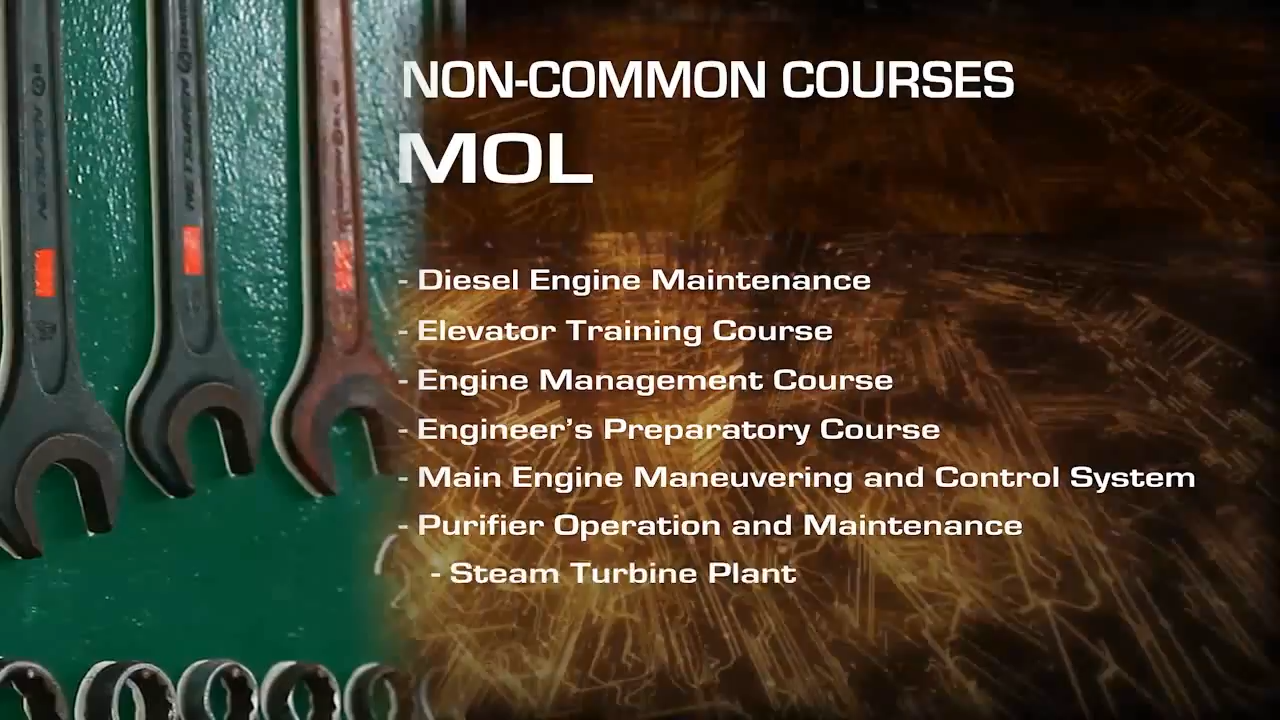 NON-COMMON COURSES
MOL
- Diesel Engine Maintenance
- Elevator Training Course
- Engine Management Course
- Engineer’s Preparatory Course
- Main Engine Maneuvering and Control System
- Purifier Operation and Maintenance
- Steam Turbine Plant